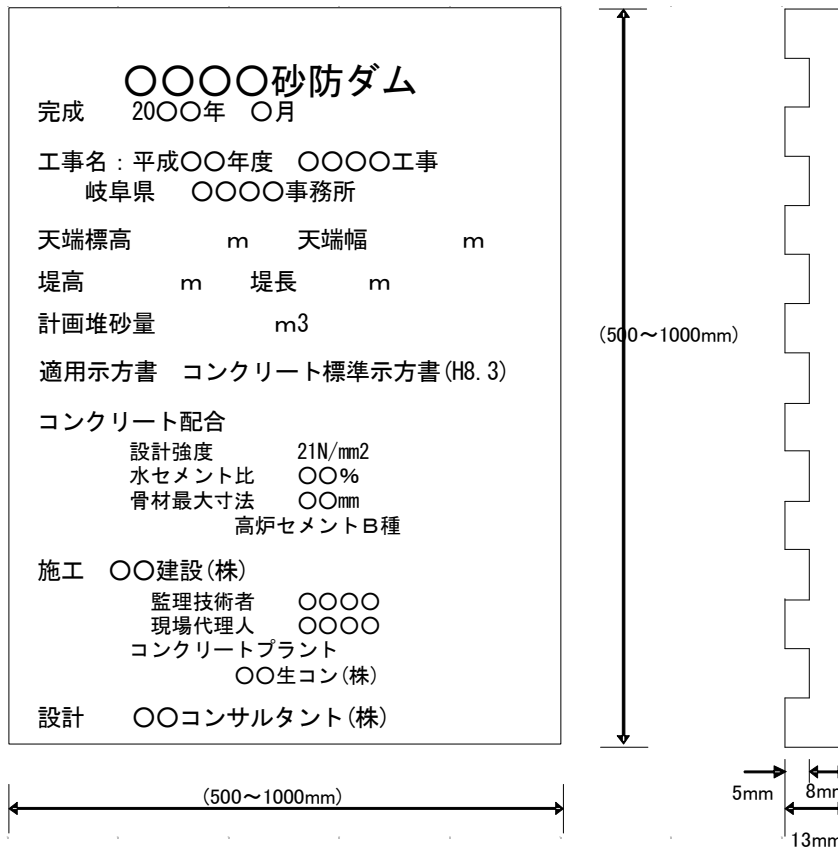 ○○○○砂防ダム
完成　20○○年　○月
工事名：平成○○年度　○○○○工事
岐阜県　○○○○事務所
天端標高　　　　ｍ　　天端幅　　　　　ｍ
堤高　　　　ｍ　　堤長　　　　ｍ
計画堆砂量　　　　　ｍ3
適用示方書　コンクリート標準示方書(H8.3)
コンクリート配合
設計強度　　　　21N/㎜2
水セメント比　　○○%
骨材最大寸法　　○○㎜
高炉セメントＢ種
施工　○○建設(株)
監理技術者　　○○○○
現場代理人　　○○○○
コンクリートプラント
○○生コン(株)
設計　　○○コンサルタント(株)
(500～1000mm)
(500～1000mm)
5mm　8mm
13mm